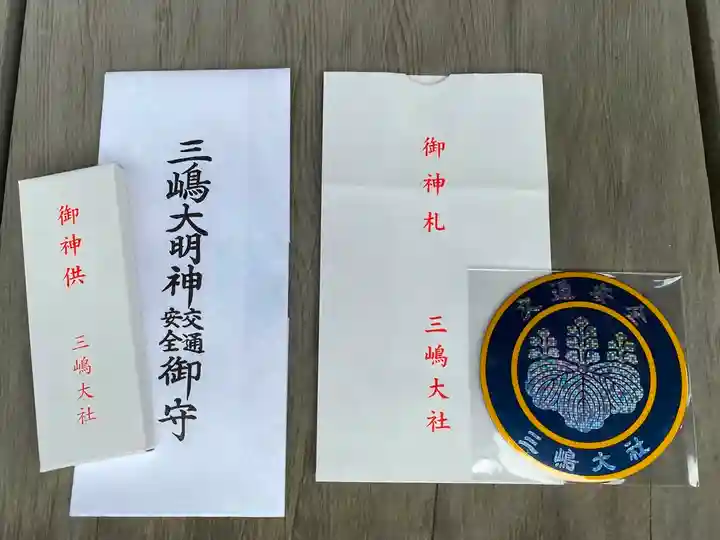 御神供
三嶋大社
三嶋大明神
交通
安全
御守
御神札
三嶋大社
交通安全
三嶋大社